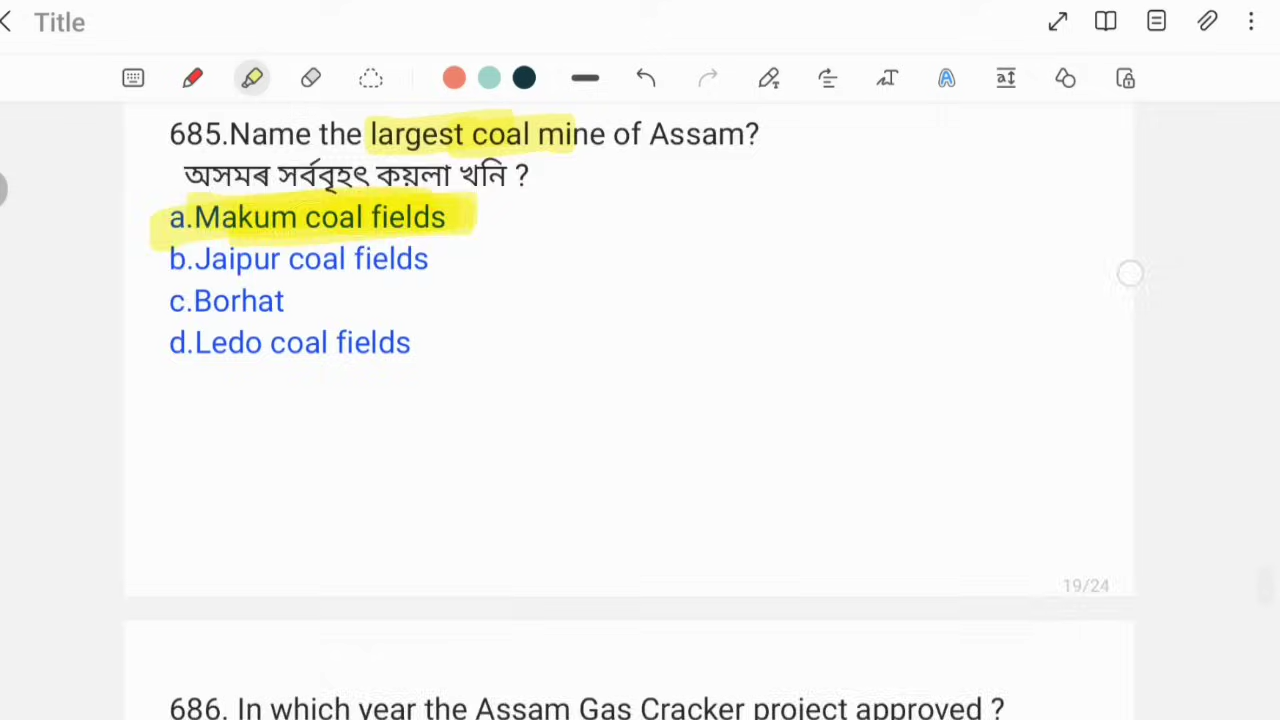 Title
685.Name the largest coal mine of Assam?
অসমৰ সৰ্ববৃহৎ কয়লা খনি ?
a.Makum coal fields
b.Jaipur coal fields
c.Borhat
d.Ledo coal fields
19/24
686. In which year the Assam Gas Cracker project approved ?